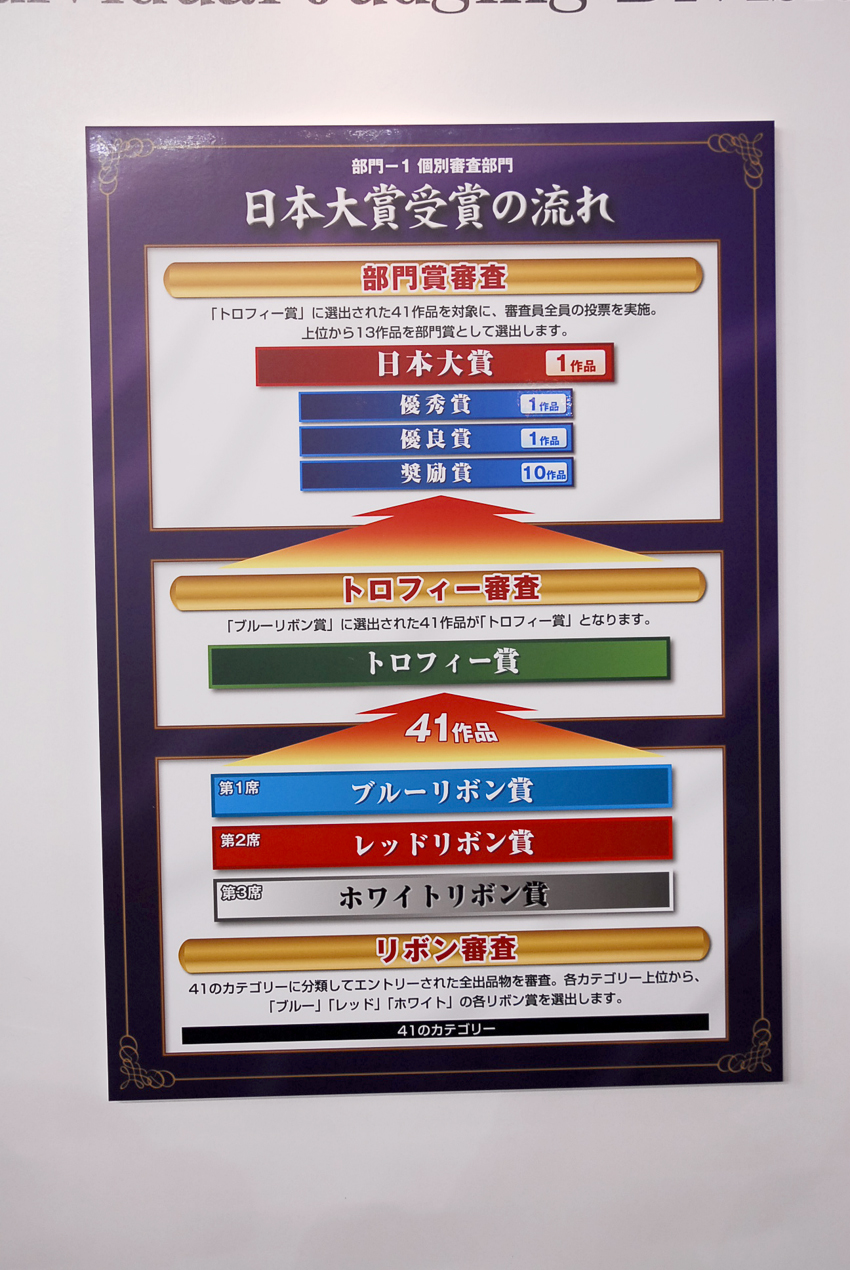 Individual Judging Divis
部門ー1 個別審査部門
日本大賞受賞の流れ
部門賞審査
「トロフィー賞」に選出された41作品を対象に、審査員全員の投票を実施。
上位から13作品を部門賞として選出します。
日本大賞 1作品
優秀賞 1作品
優良賞 1作品
奨励賞 10作品
トロフィー審査
「ブルーリボン賞」に選出された41作品が「トロフィー賞」となります。
トロフィー賞
41作品
第1席 ブルーリボン賞
第2席 レッドリボン賞
第3席 ホワイトリボン賞
リボン審査
41のカテゴリーに分類してエントリーされた全出品物を審査。各カテゴリー上位から、
「ブルー」「レッド」「ホワイト」の各リボン賞を選出します。
41のカテゴリー